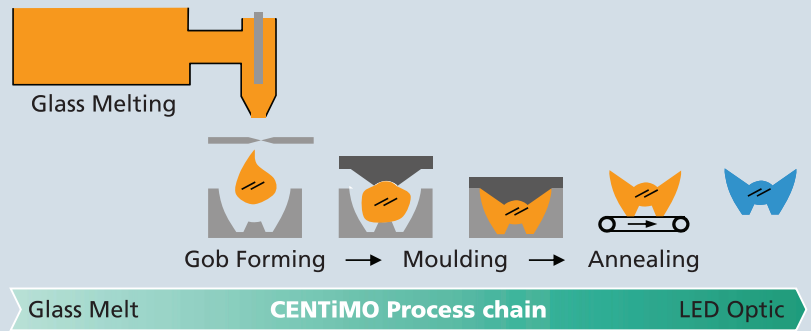 Glass Melting
Gob Forming → Moulding → Annealing
Glass Melt CENTiMO Process chain LED Optic